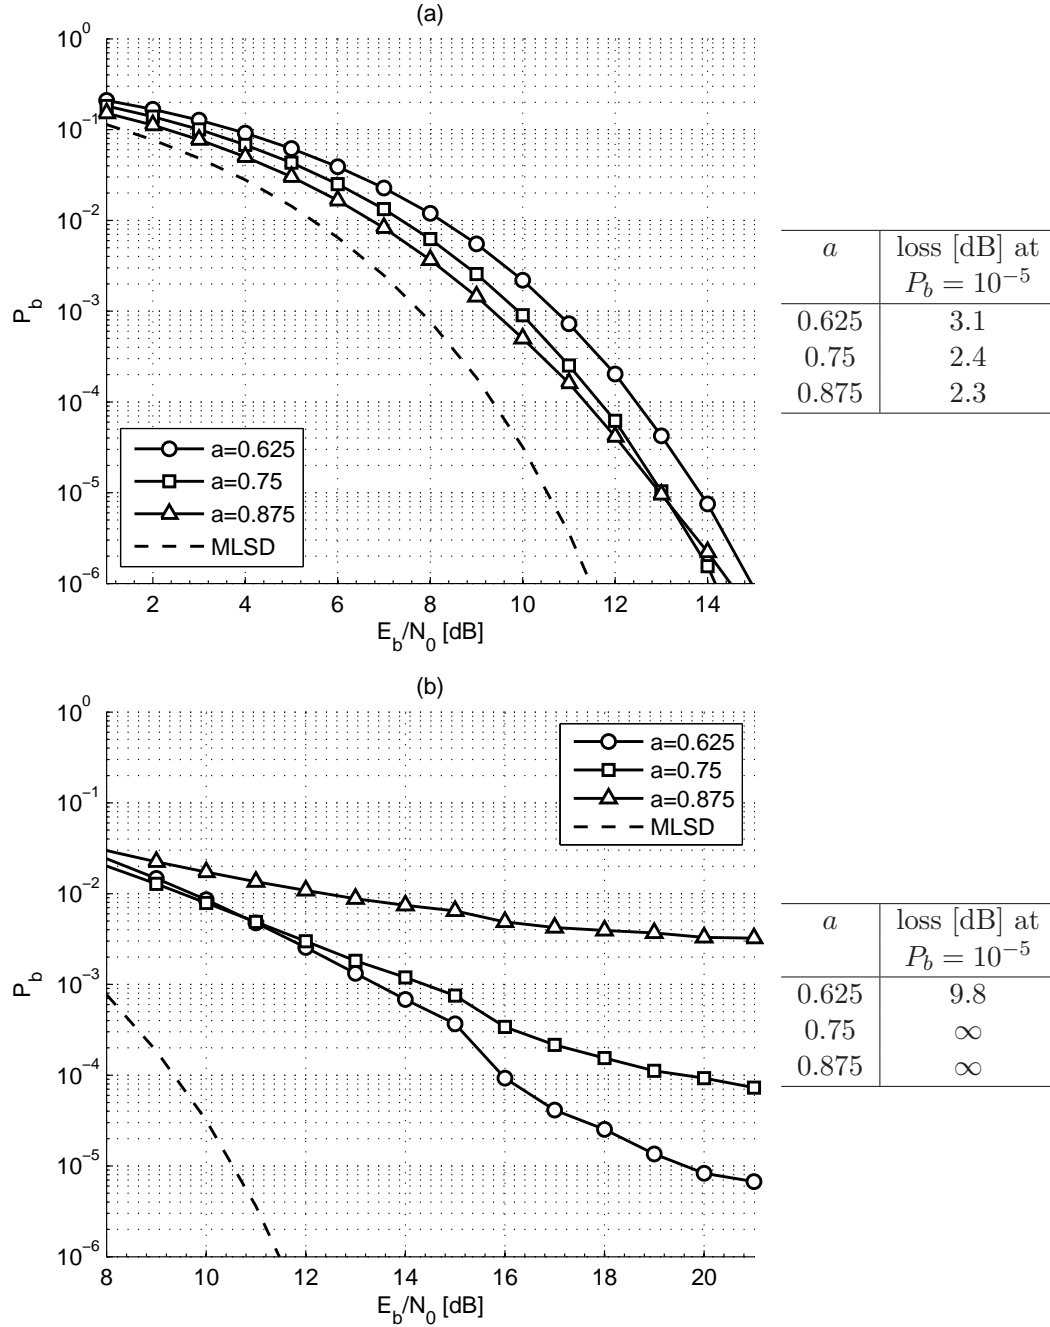 (a)
10^0
10^-1
10^-2
10^-3
10^-4
10^-5
10^-6
P_b
a=0.625
a=0.75
a=0.875
MLSD
2 4 6 8 10 12 14
E_b/N_0 [dB]
a loss [dB] at
P_b = 10^-5
0.625 3.1
0.75 2.4
0.875 2.3
(b)
10^0
10^-1
10^-2
10^-3
10^-4
10^-5
10^-6
P_b
a=0.625
a=0.75
a=0.875
MLSD
8 10 12 14 16 18 20
E_b/N_0 [dB]
a loss [dB] at
P_b = 10^-5
0.625 9.8
0.75 ∞
0.875 ∞